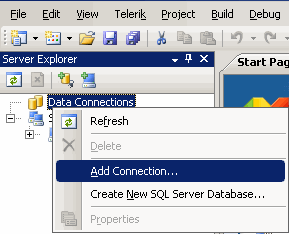 File Edit View Telerik Project Build Debug
Server Explorer
Start Pag
Data Connections
S
Refresh
Delete
Add Connection...
Create New SQL Server Database...
Properties